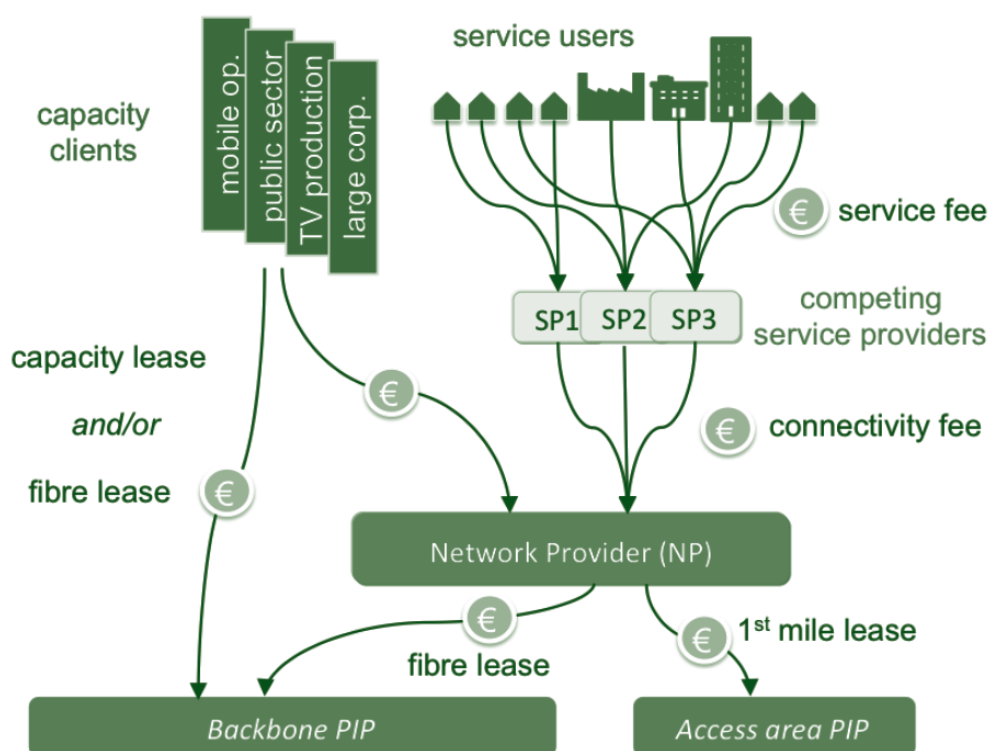 service users
capacity
clients
mobile op.
public sector
TV production
large corp.
€ service fee
SP1 SP2 SP3
competing
service providers
capacity lease
and/or
fibre lease
€
€
€ connectivity fee
Network Provider (NP)
€
fibre lease
€
1st mile lease
Backbone PIP
Access area PIP